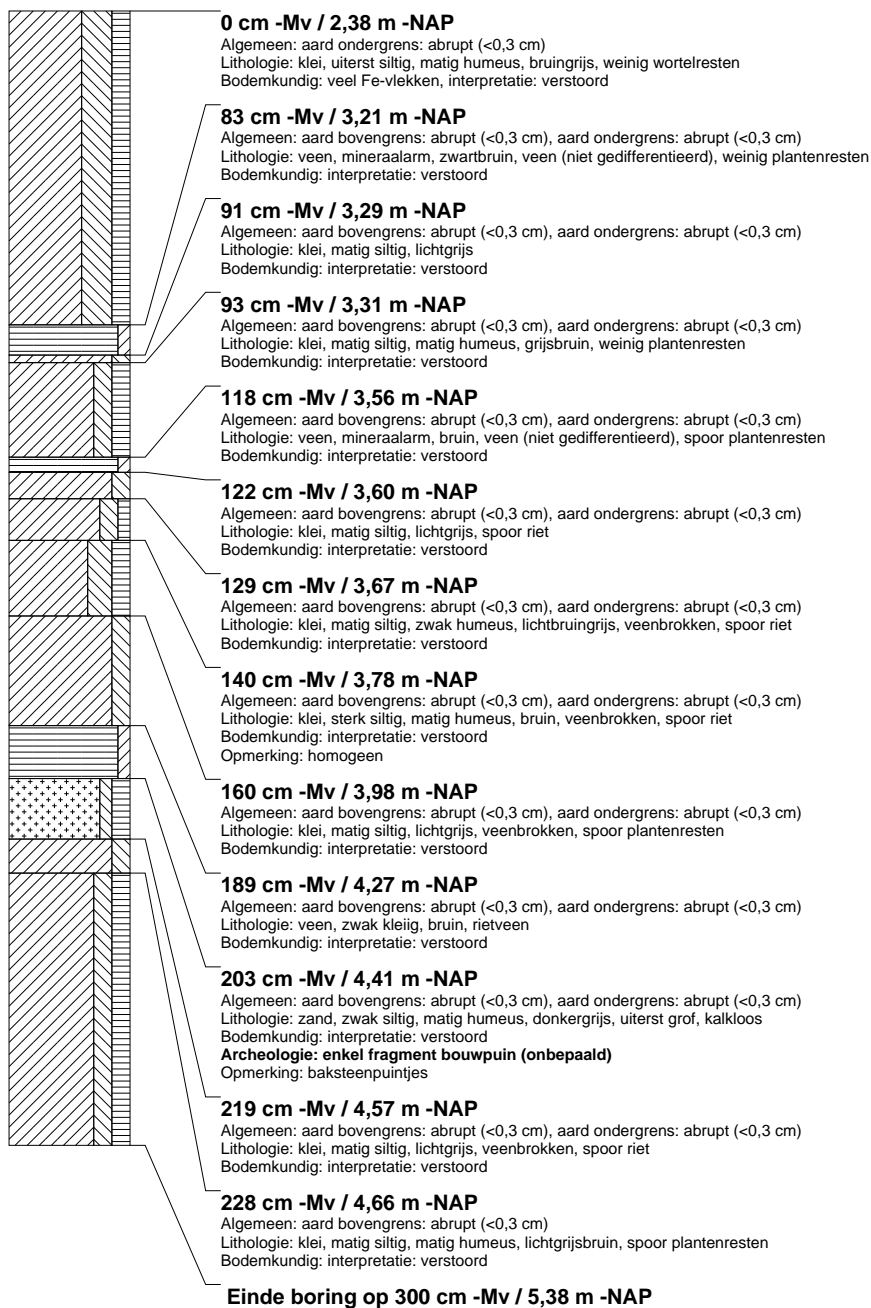 0 cm -Mv / 2,38 m -NAP
Algemeen: aard ondergrens: abrupt (<0,3 cm)
Lithologie: klei, uiterst siltig, matig humeus, bruingrijs, weinig wortelresten
Bodemkundig: veel Fe-vlekken, interpretatie: verstoord
83 cm -Mv / 3,21 m -NAP
Algemeen: aard bovengrens: abrupt (<0,3 cm), aard ondergrens: abrupt (<0,3 cm)
Lithologie: veen, mineraalarm, zwartbruin, veen (niet gedifferentieerd), weinig plantenresten
Bodemkundig: interpretatie: verstoord
91 cm -Mv / 3,29 m -NAP
Algemeen: aard bovengrens: abrupt (<0,3 cm), aard ondergrens: abrupt (<0,3 cm)
Lithologie: klei, matig siltig, lichtgrijs
Bodemkundig: interpretatie: verstoord
93 cm -Mv / 3,31 m -NAP
Algemeen: aard bovengrens: abrupt (<0,3 cm), aard ondergrens: abrupt (<0,3 cm)
Lithologie: klei, matig siltig, matig humeus, grijsbruin, weinig plantenresten
Bodemkundig: interpretatie: verstoord
118 cm -Mv / 3,56 m -NAP
Algemeen: aard bovengrens: abrupt (<0,3 cm), aard ondergrens: abrupt (<0,3 cm)
Lithologie: veen, mineraalarm, bruin, veen (niet gedifferentieerd), spoor plantenresten
Bodemkundig: interpretatie: verstoord
122 cm -Mv / 3,60 m -NAP
Algemeen: aard bovengrens: abrupt (<0,3 cm), aard ondergrens: abrupt (<0,3 cm)
Lithologie: klei, matig siltig, lichtgrijs, spoor riet
Bodemkundig: interpretatie: verstoord
129 cm -Mv / 3,67 m -NAP
Algemeen: aard bovengrens: abrupt (<0,3 cm), aard ondergrens: abrupt (<0,3 cm)
Lithologie: klei, matig siltig, zwak humeus, lichtbruingrijs, veenbrokken, spoor riet
Bodemkundig: interpretatie: verstoord
140 cm -Mv / 3,78 m -NAP
Algemeen: aard bovengrens: abrupt (<0,3 cm), aard ondergrens: abrupt (<0,3 cm)
Lithologie: klei, sterk siltig, matig humeus, bruin, veenbrokken, spoor riet
Bodemkundig: interpretatie: verstoord
Opmerking: homogeen
160 cm -Mv / 3,98 m -NAP
Algemeen: aard bovengrens: abrupt (<0,3 cm), aard ondergrens: abrupt (<0,3 cm)
Lithologie: klei, matig siltig, lichtgrijs, veenbrokken, spoor plantenresten
Bodemkundig: interpretatie: verstoord
189 cm -Mv / 4,27 m -NAP
Algemeen: aard bovengrens: abrupt (<0,3 cm), aard ondergrens: abrupt (<0,3 cm)
Lithologie: veen, zwak kleiig, bruin, rietveen
Bodemkundig: interpretatie: verstoord
203 cm -Mv / 4,41 m -NAP
Algemeen: aard bovengrens: abrupt (<0,3 cm), aard ondergrens: abrupt (<0,3 cm)
Lithologie: zand, zwak siltig, matig humeus, donkergrijs, uiterst grof, kalkloos
Bodemkundig: interpretatie: verstoord
Archeologie: enkel fragment bouwpuin (onbepaald)
Opmerking: baksteenpuintjes
219 cm -Mv / 4,57 m -NAP
Algemeen: aard bovengrens: abrupt (<0,3 cm), aard ondergrens: abrupt (<0,3 cm)
Lithologie: klei, matig siltig, lichtgrijs, veenbrokken, spoor riet
Bodemkundig: interpretatie: verstoord
228 cm -Mv / 4,66 m -NAP
Algemeen: aard bovengrens: abrupt (<0,3 cm)
Lithologie: klei, matig siltig, matig humeus, lichtgrijsbruin, spoor plantenresten
Bodemkundig: interpretatie: verstoord
Einde boring op 300 cm -Mv / 5,38 m -NAP